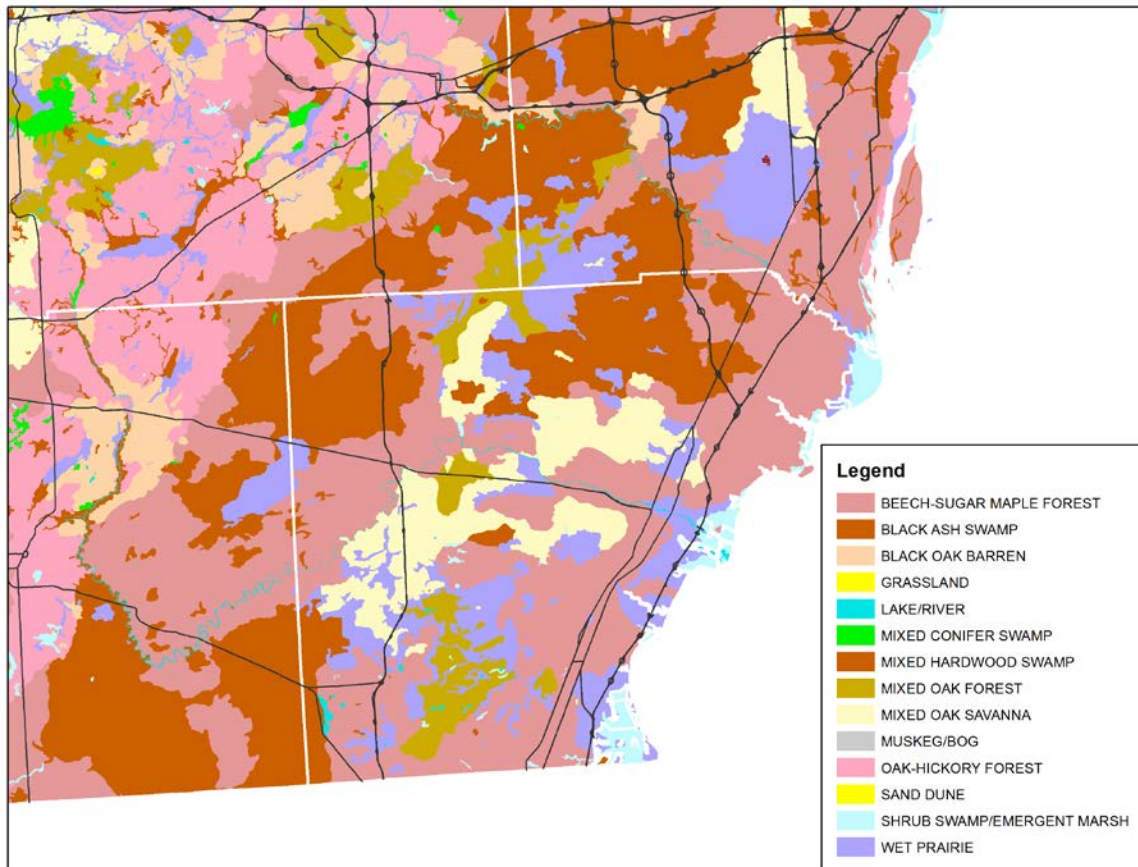 Legend
BEECH-SUGAR MAPLE FOREST
BLACK ASH SWAMP
BLACK OAK BARREN
GRASSLAND
LAKE/RIVER
MIXED CONIFER SWAMP
MIXED HARDWOOD SWAMP
MIXED OAK FOREST
MIXED OAK SAVANNA
MUSKEG/BOG
OAK-HICKORY FOREST
SAND DUNE
SHRUB SWAMP/EMERGENT MARSH
WET PRAIRIE